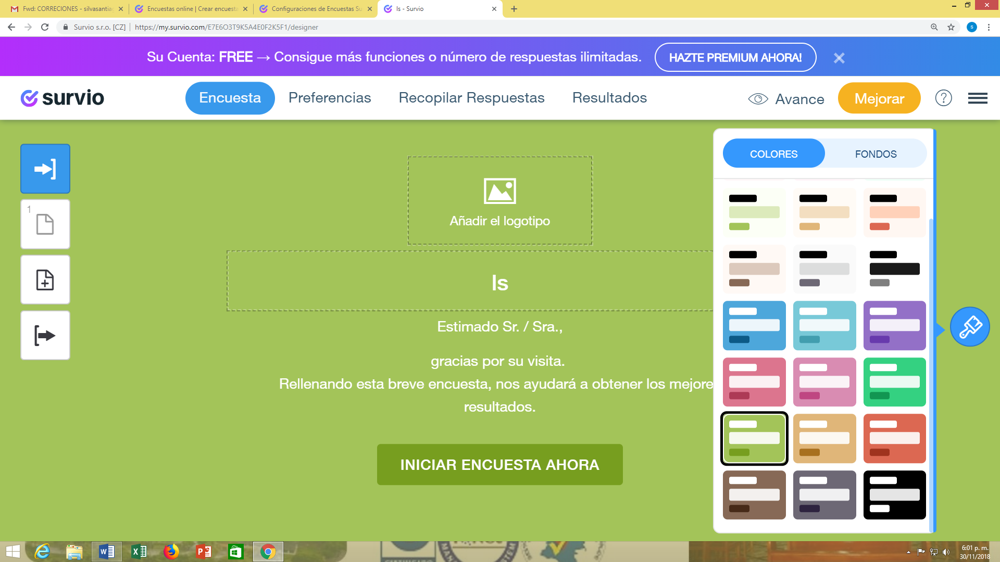 Fwd: CORRECIONES - silvasantia
Encuestas online | Crear encuesta
Configuraciones de Encuestas Su
ls - Survio
Survio s.r.o. [CZ]
https://my.survio.com/E7E6O3T9K5A4E0F2K5F1/designer
s
Su Cuenta: FREE → Consigue más funciones o número de respuestas ilimitadas.
HAZTE PREMIUM AHORA!
survio
Encuesta
Preferencias
Recopilar Respuestas
Resultados
Avance
Mejorar
?
COLORES
FONDOS
1
Añadir el logotipo
ls
Estimado Sr. / Sra.,
gracias por su visita.
Rellenando esta breve encuesta, nos ayudará a obtener los mejore
resultados.
INICIAR ENCUESTA AHORA
6:01 p. m.
30/11/2018